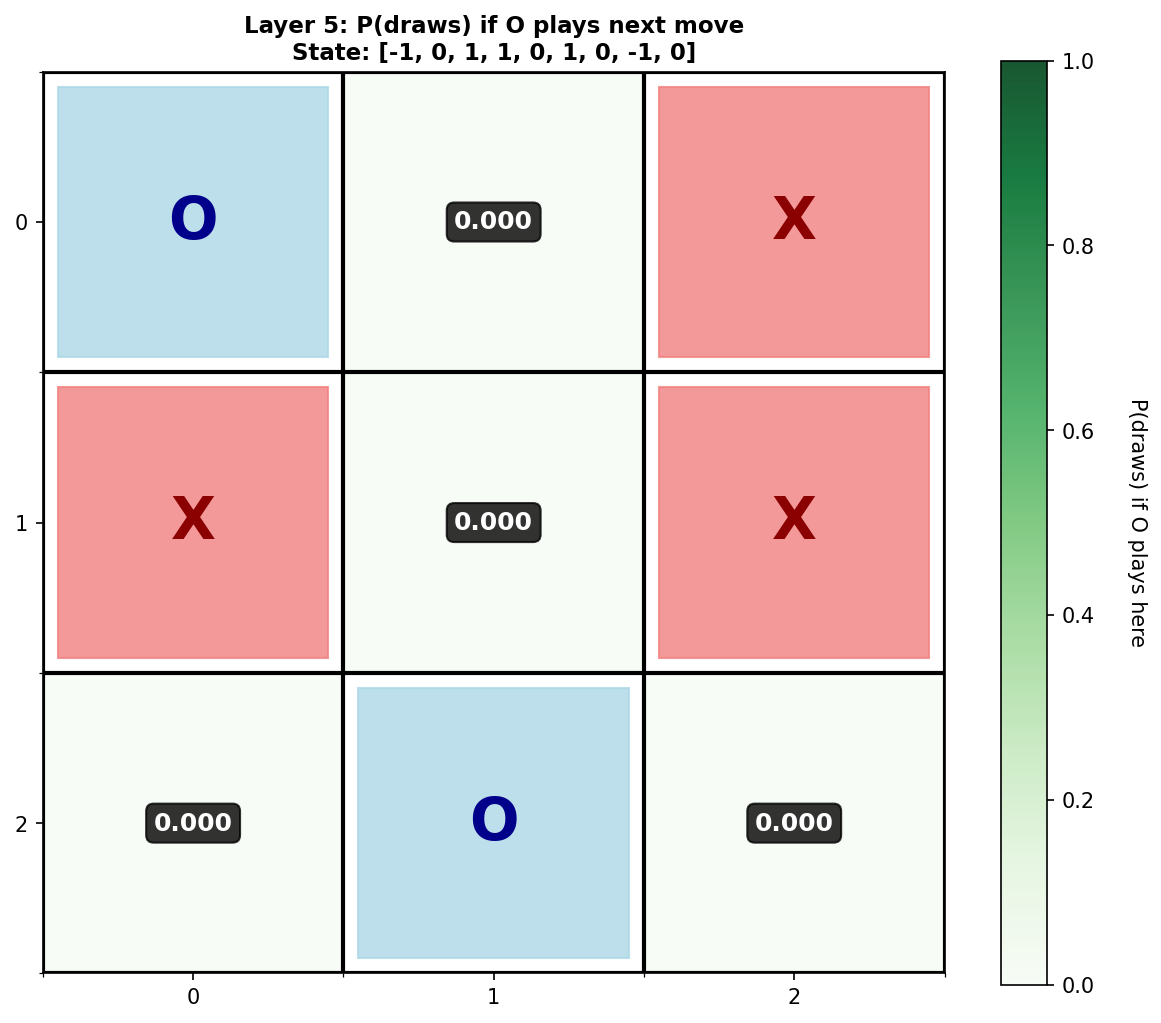 Layer 5: P(draws) if O plays next move
State: [-1, 0, 1, 1, 0, 1, 0, -1, 0]
0
O
0.000
X
1
X
0.000
X
2
0.000
O
0.000
0
1
2
1.0
0.8
0.6
0.4
0.2
0.0
P(draws) if O plays here